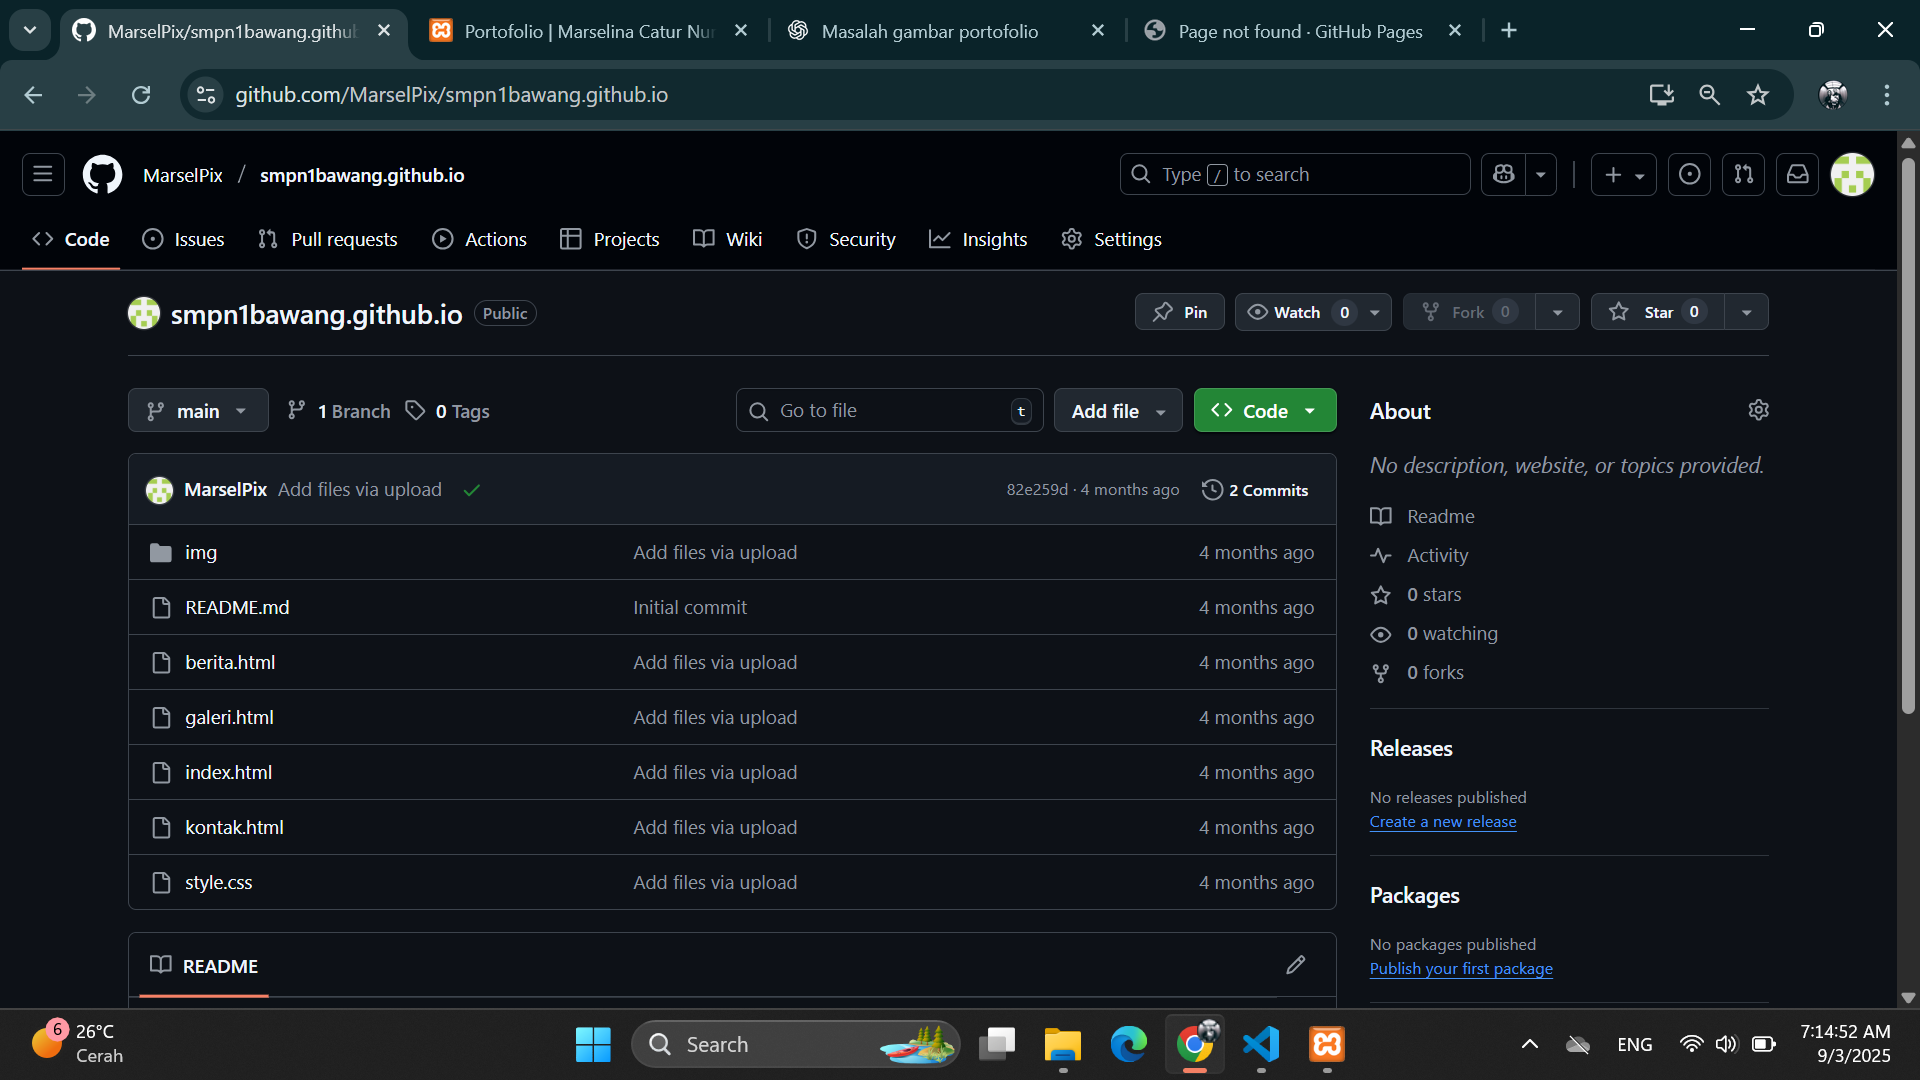 MarselPix/smpn1bawang.githu
Portofolio | Marselina Catur Nur
Masalah gambar portofolio
Page not found · GitHub Pages
github.com/MarselPix/smpn1bawang.github.io
MarselPix / smpn1bawang.github.io
Type / to search
Code
Issues
Pull requests
Actions
Projects
Wiki
Security
Insights
Settings
smpn1bawang.github.io Public
Pin
Watch 0
Fork 0
Star 0
main
1 Branch
0 Tags
Go to file t
Add file
Code
MarselPix Add files via upload
82e259d · 4 months ago
2 Commits
img Add files via upload 4 months ago
README.md Initial commit 4 months ago
berita.html Add files via upload 4 months ago
galeri.html Add files via upload 4 months ago
index.html Add files via upload 4 months ago
kontak.html Add files via upload 4 months ago
style.css Add files via upload 4 months ago
README
About
No description, website, or topics provided.
Readme
Activity
0 stars
0 watching
0 forks
Releases
No releases published
Create a new release
Packages
No packages published
Publish your first package
6
26°C
Cerah
Search
ENG
7:14:52 AM
9/3/2025